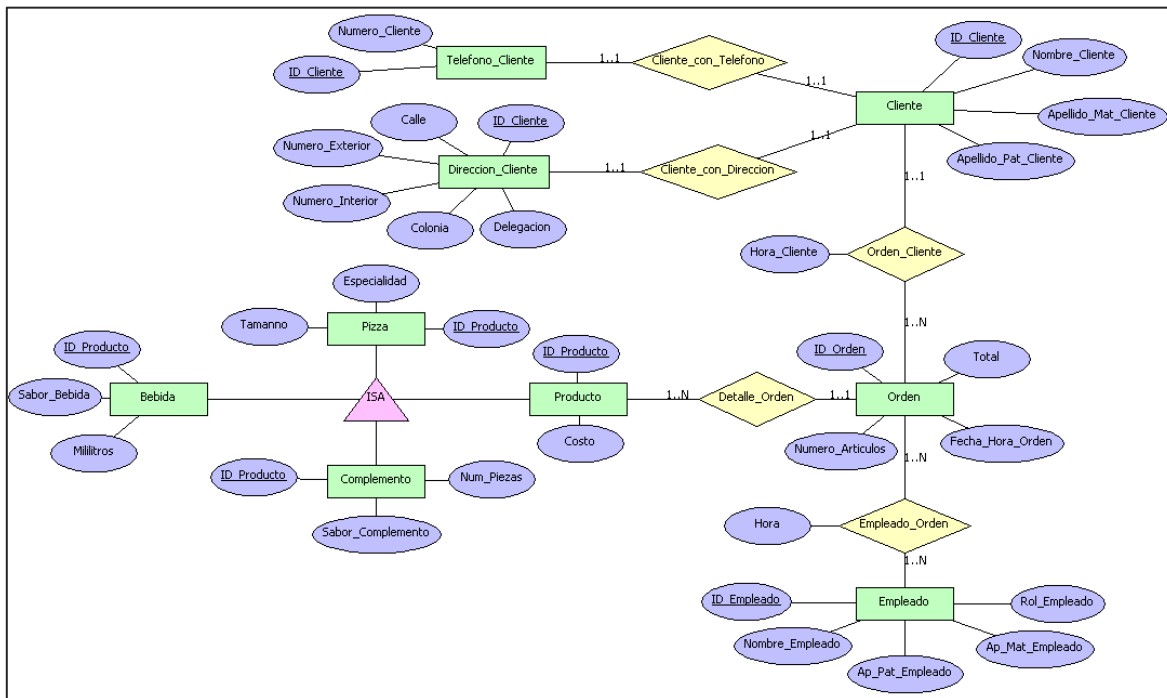 Numero_Cliente
ID_Cliente
Telefono_Cliente
1..1
Cliente_con_Telefono
1..1
ID_Cliente
Nombre_Cliente
Cliente
Apellido_Mat_Cliente
Apellido_Pat_Cliente
Calle
ID_Cliente
Numero_Exterior
Direccion_Cliente
1..1
Cliente_con_Direccion
1..1
Numero_Interior
Colonia
Delegacion
1..1
Hora_Cliente
Orden_Cliente
1..N
Especialidad
Tamanno
Pizza
ID_Producto
ID_Producto
Sabor_Bebida
Bebida
Mililitros
ISA
ID_Producto
Producto
Costo
1..N
Detalle_Orden
1..1
ID_Orden
Total
Orden
Numero_Articulos
Fecha_Hora_Orden
ID_Producto
Complemento
Num_Piezas
Sabor_Complemento
1..N
Hora
Empleado_Orden
1..N
ID_Empleado
Empleado
Rol_Empleado
Nombre_Empleado
Ap_Pat_Empleado
Ap_Mat_Empleado